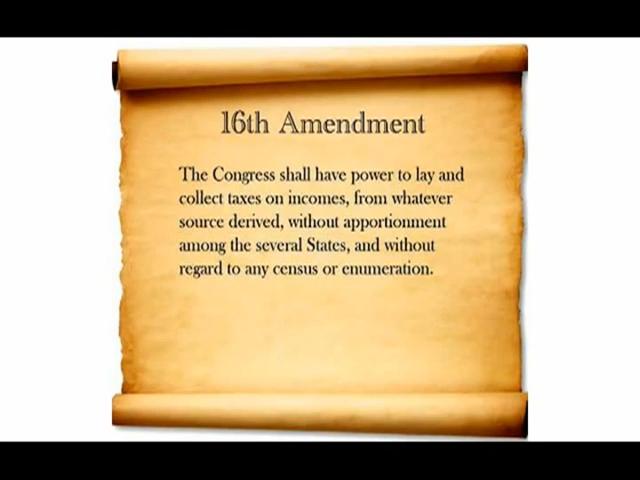 16th Amendment
The Congress shall have power to lay and
collect taxes on incomes, from whatever
source derived, without apportionment
among the several States, and without
regard to any census or enumeration.